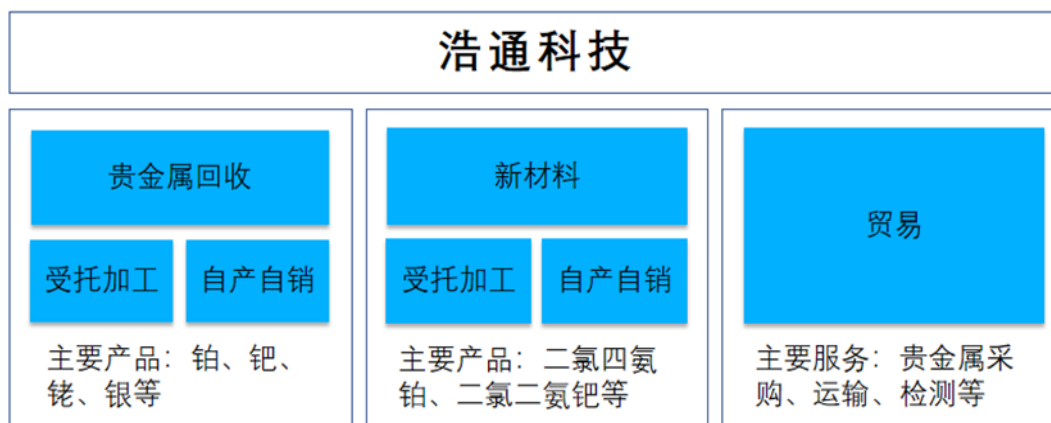 浩通科技
贵金属回收
受托加工
自产自销
主要产品：铂、钯、
铑、银等
新材料
受托加工
自产自销
主要产品：二氯四氨
铂、二氯二氨钯等
贸易
主要服务：贵金属采
购、运输、检测等